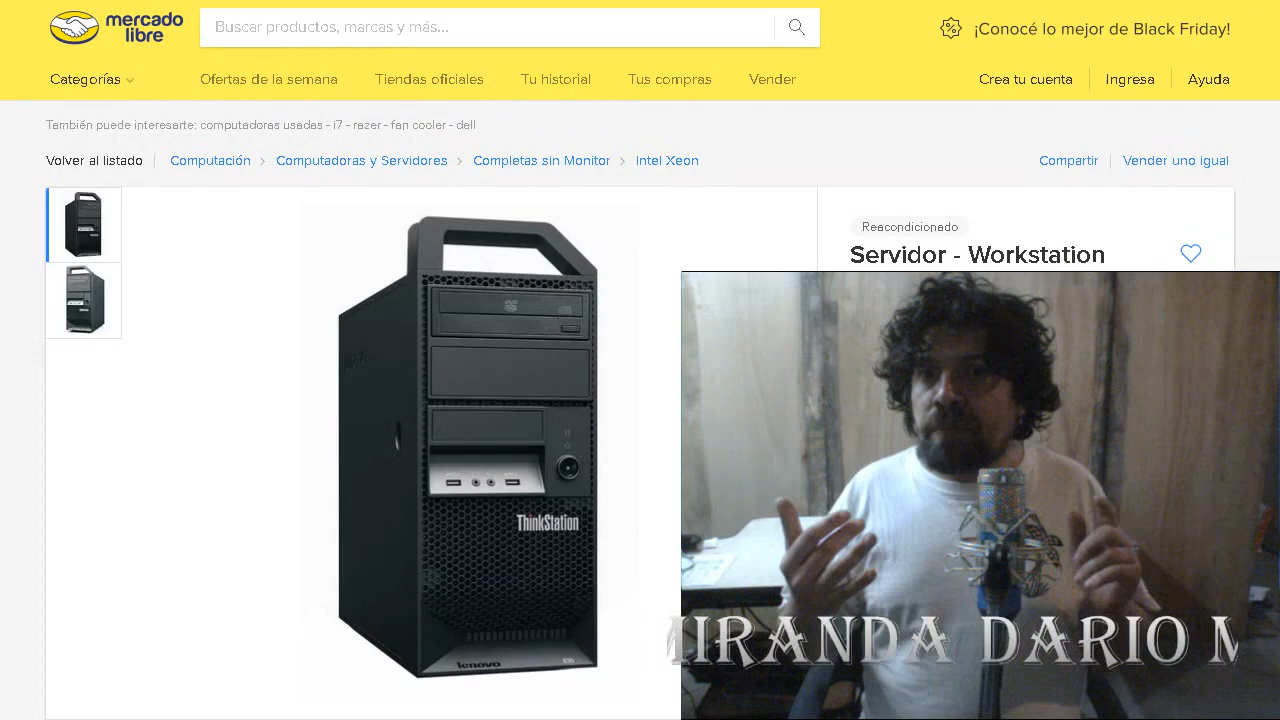 mercado
libre
Buscar productos, marcas y más...
¡Conocé lo mejor de Black Friday!
Categorías
Ofertas de la semana
Tiendas oficiales
Tu historial
Tus compras
Vender
Crea tu cuenta
Ingresa
Ayuda
También puede interesarte: computadoras usadas - i7 - razer - fan cooler - dell
Volver al listado
Computación
Computadoras y Servidores
Completas sin Monitor
Intel Xeon
Compartir
Vender uno igual
Reacondicionado
Servidor - Workstation
ThinkStation
lenovo
E30
MIRANDA DARIO M